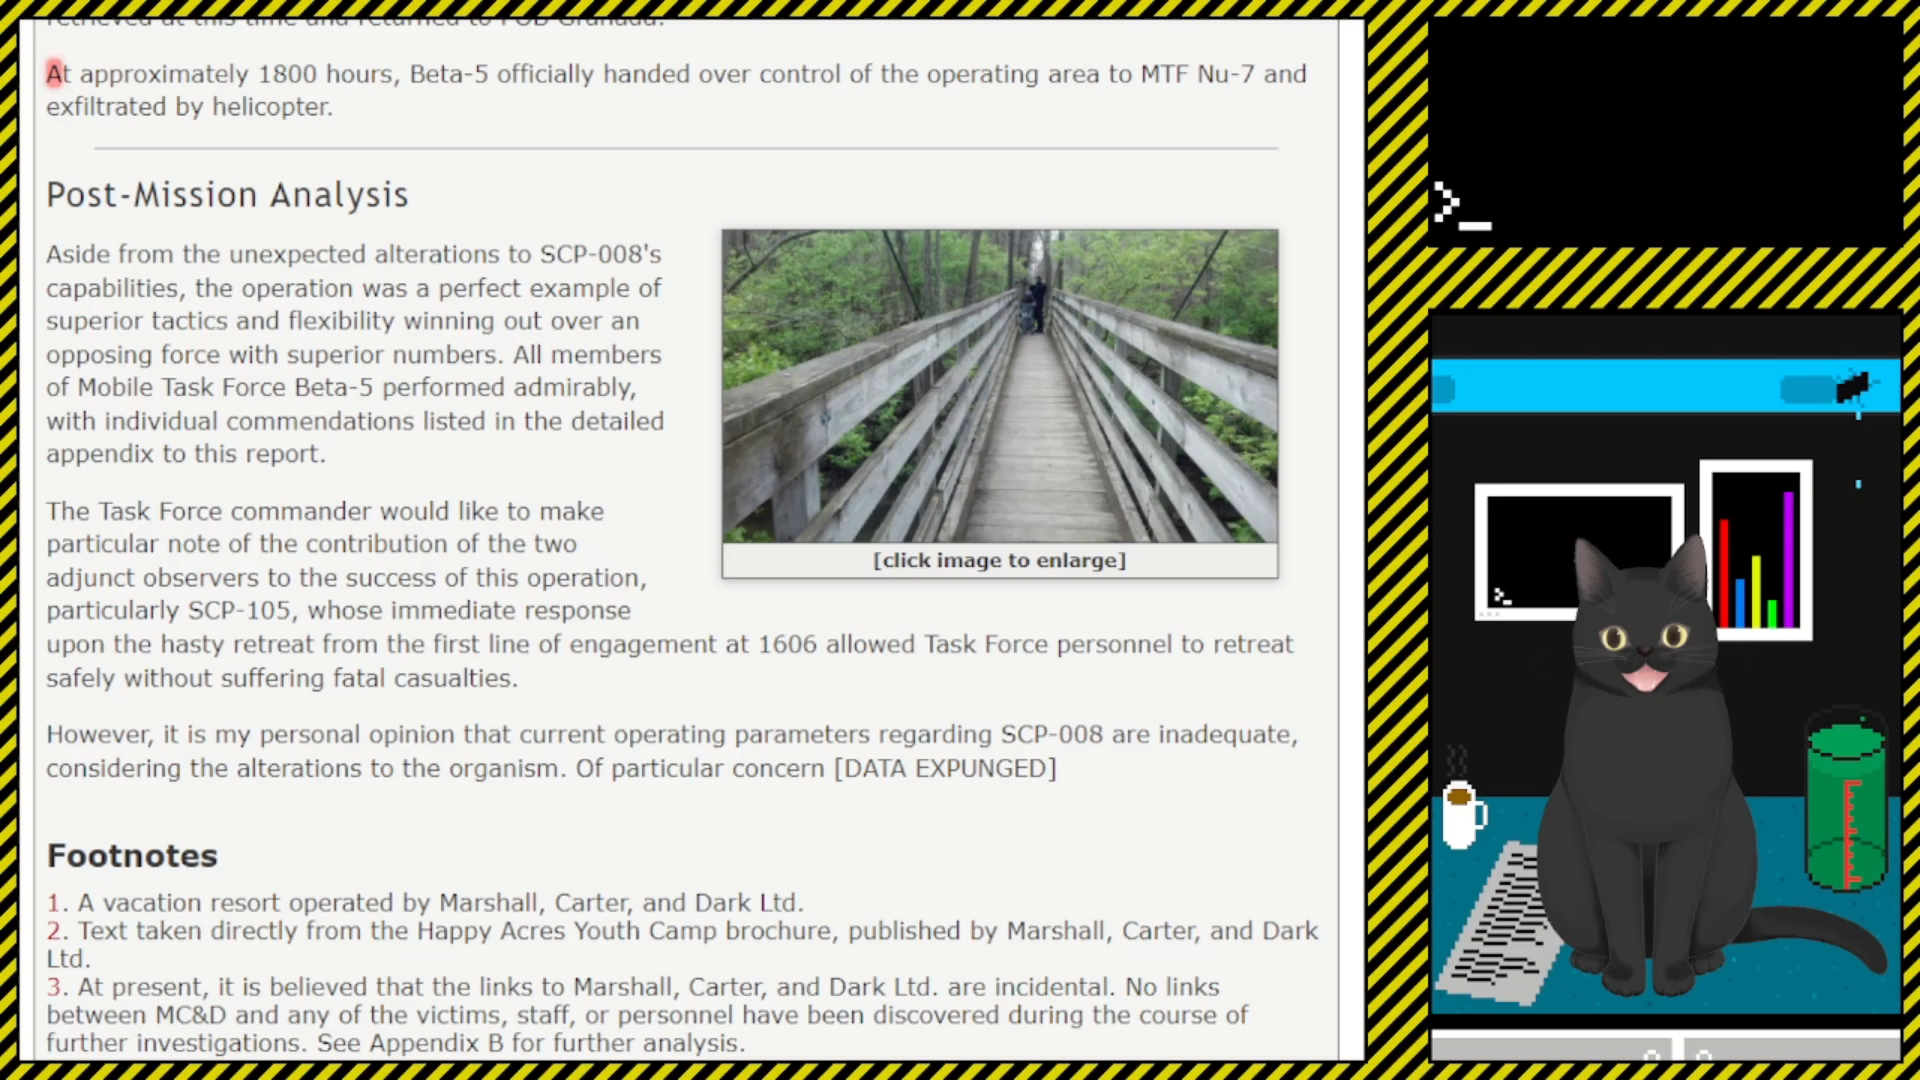 retrieved at this time and returned to FOB Granada.
At approximately 1800 hours, Beta-5 officially handed over control of the operating area to MTF Nu-7 and
exfiltrated by helicopter.
Post-Mission Analysis
Aside from the unexpected alterations to SCP-008's
capabilities, the operation was a perfect example of
superior tactics and flexibility winning out over an
opposing force with superior numbers. All members
of Mobile Task Force Beta-5 performed admirably,
with individual commendations listed in the detailed
appendix to this report.
[click image to enlarge]
The Task Force commander would like to make
particular note of the contribution of the two
adjunct observers to the success of this operation,
particularly SCP-105, whose immediate response
upon the hasty retreat from the first line of engagement at 1606 allowed Task Force personnel to retreat
safely without suffering fatal casualties.
However, it is my personal opinion that current operating parameters regarding SCP-008 are inadequate,
considering the alterations to the organism. Of particular concern [DATA EXPUNGED]
Footnotes
1. A vacation resort operated by Marshall, Carter, and Dark Ltd.
2. Text taken directly from the Happy Acres Youth Camp brochure, published by Marshall, Carter, and Dark
Ltd.
3. At present, it is believed that the links to Marshall, Carter, and Dark Ltd. are incidental. No links
between MC&D and any of the victims, staff, or personnel have been discovered during the course of
further investigations. See Appendix B for further analysis.
>_
>_